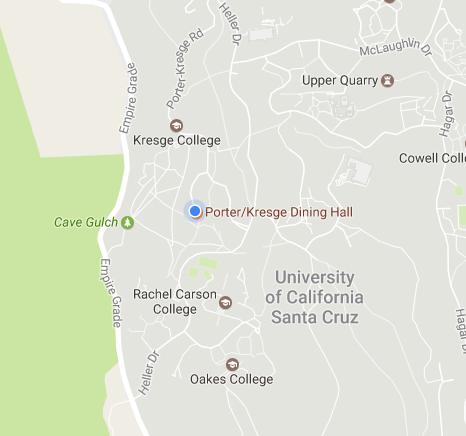 Heller Dr
McLaughlin Dr
Porter-Kresge Rd
Empire Grade
Upper Quarry
Hagar Dr
Kresge College
Cowell Colle
Porter/Kresge Dining Hall
Cave Gulch
Empire Grade
University
of California
Santa Cruz
Rachel Carson
College
Hagar
Heller Dr
Oakes College